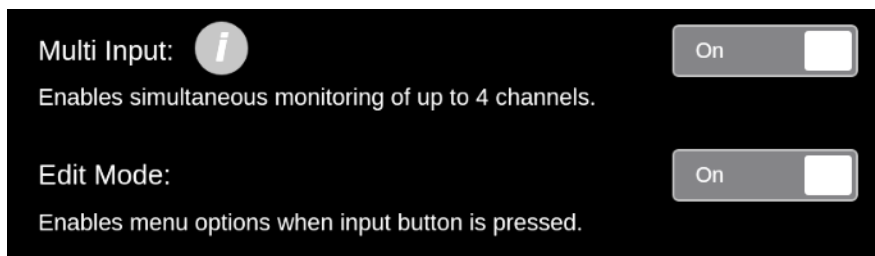 Multi Input: i On
Enables simultaneous monitoring of up to 4 channels.
Edit Mode: On
Enables menu options when input button is pressed.